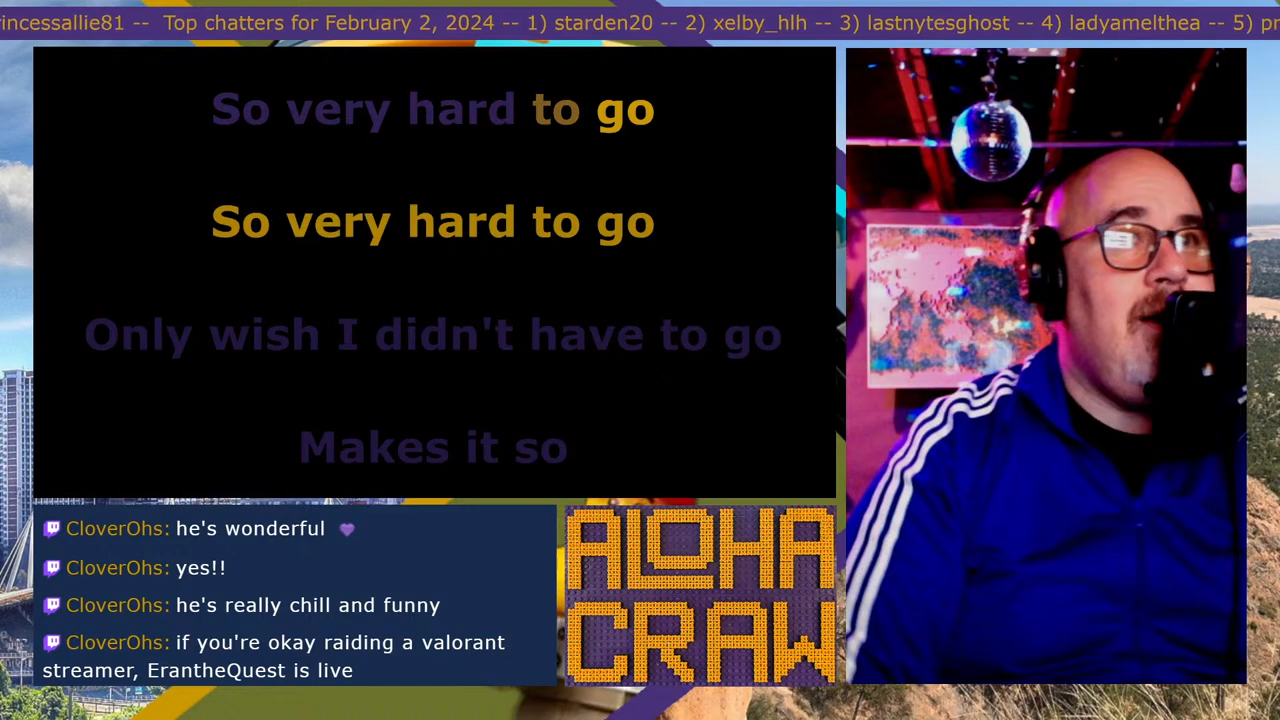 rincessallie81 -- Top chatters for February 2, 2024 -- 1) starden20 -- 2) xelby_hlh -- 3) lastnytesghost -- 4) ladyamelthea -- 5) pr
So very hard to go
So very hard to go
Only wish I didn't have to go
Makes it so
CloverOhs: he's wonderful
CloverOhs: yes!!
CloverOhs: he's really chill and funny
CloverOhs: if you're okay raiding a valorant
streamer, ErantheQuest is live
ALOHA
CRAW